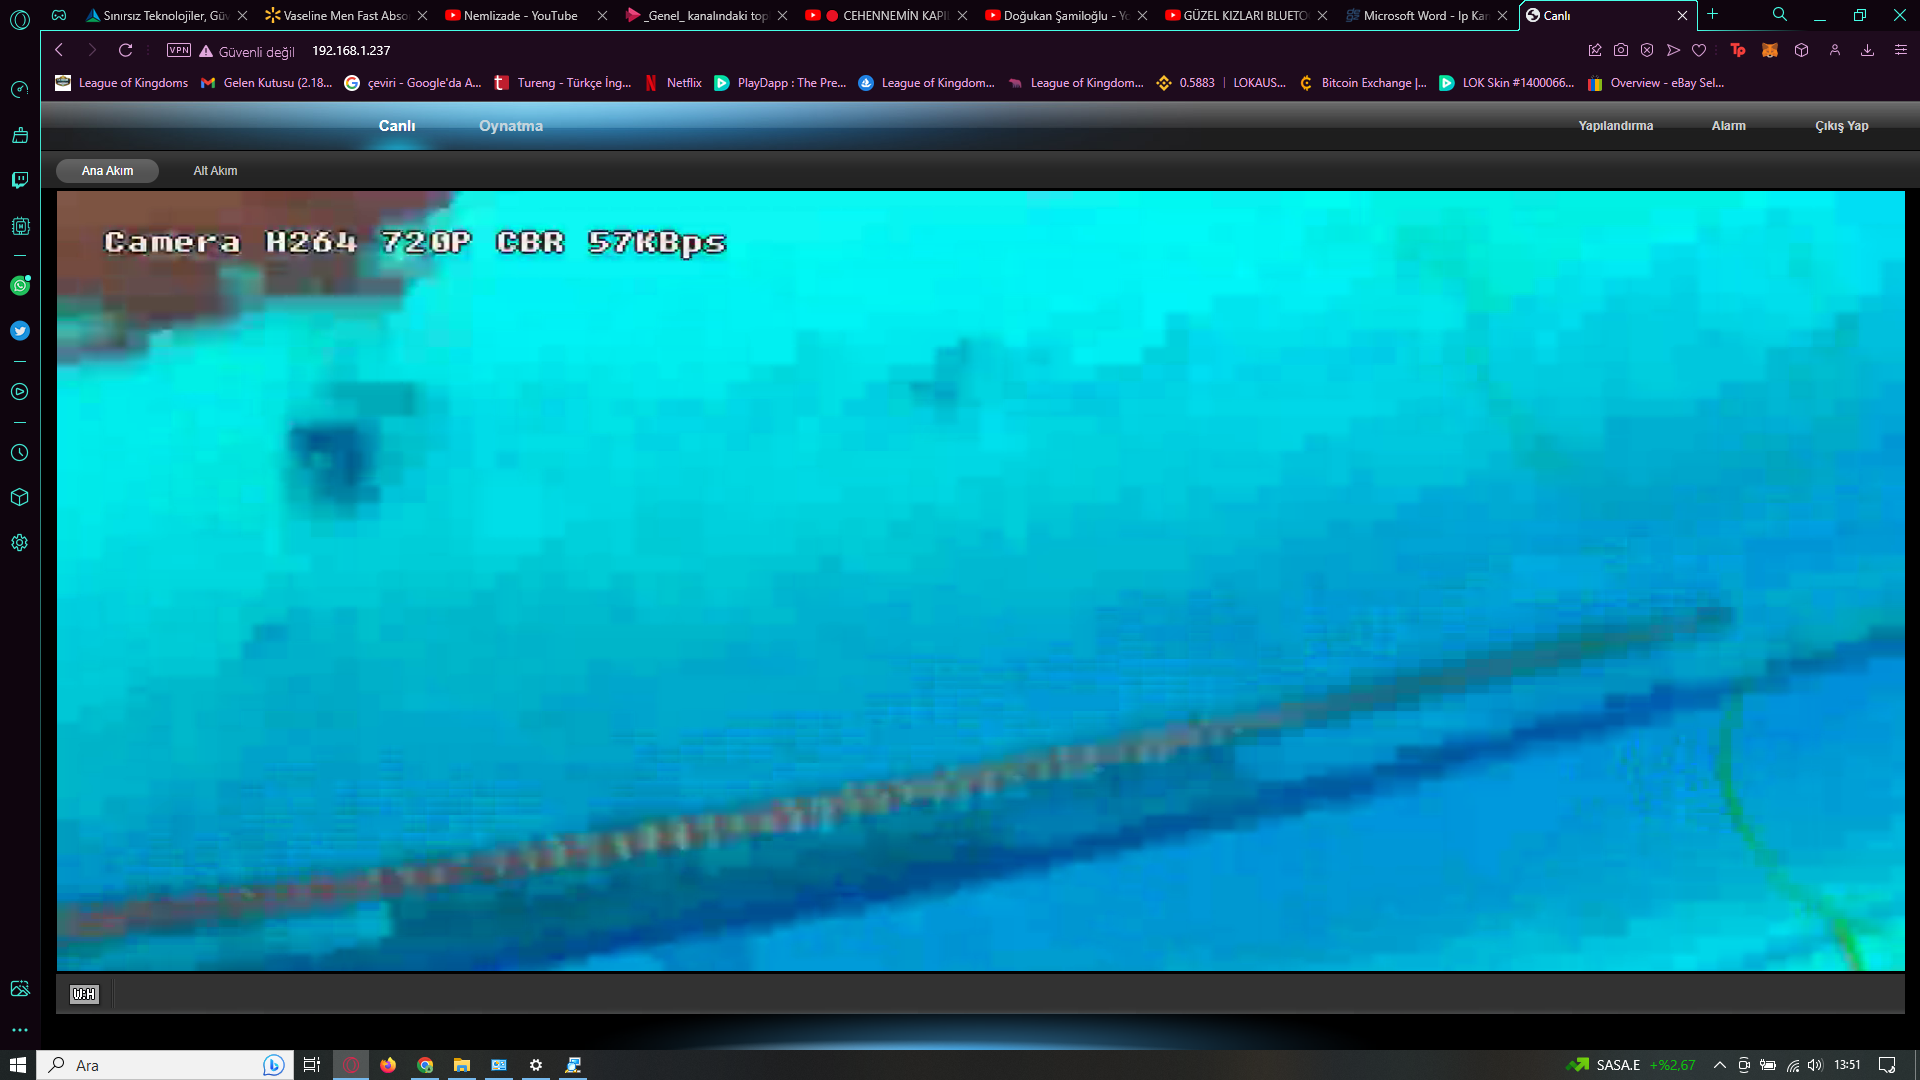 Sınırsız Teknolojiler, Gü
Vaseline Men Fast Abso
Nemlizade - YouTube
_Genel_ kanalındaki top
CEHENNEMİN KAPI
Doğukan Şamiloğlu - Yo
GÜZEL KIZLARI BLUETO
Microsoft Word - Ip Kar
Canlı
VPN
Güvenli değil
192.168.1.237
Tp
League of Kingdoms
Gelen Kutusu (2.18...
çeviri - Google'da A...
Tureng - Türkçe İng...
Netflix
PlayDapp : The Pre...
League of Kingdom...
League of Kingdom...
0.5883 | LOKAUS...
Bitcoin Exchange |...
LOK Skin #1400066...
Overview - eBay Sel...
Canlı
Oynatma
Yapılandırma
Alarm
Çıkış Yap
Ana Akım
Alt Akım
Camera H264 720P CBR 57KBps
W:H
Ara
SASA.E +%2,67
13:51